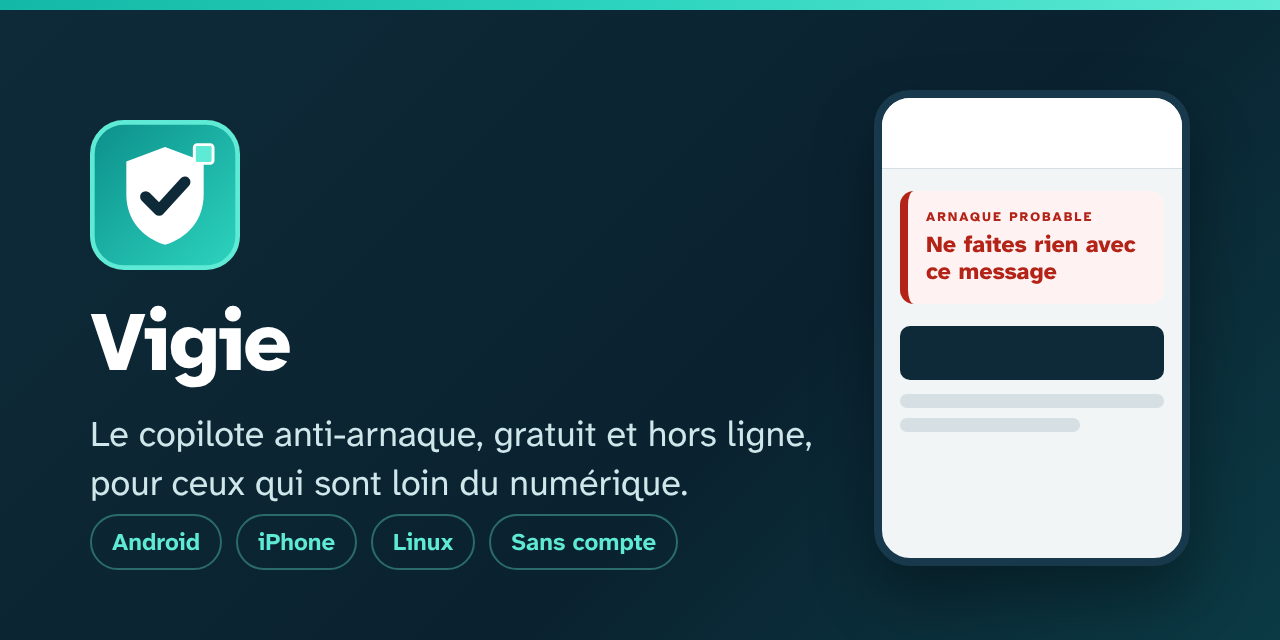 Vigie
Le copilote anti-arnaque, gratuit et hors ligne,
pour ceux qui sont loin du numérique.
Android
iPhone
Linux
Sans compte
ARNAQUE PROBABLE
Ne faites rien avec
ce message